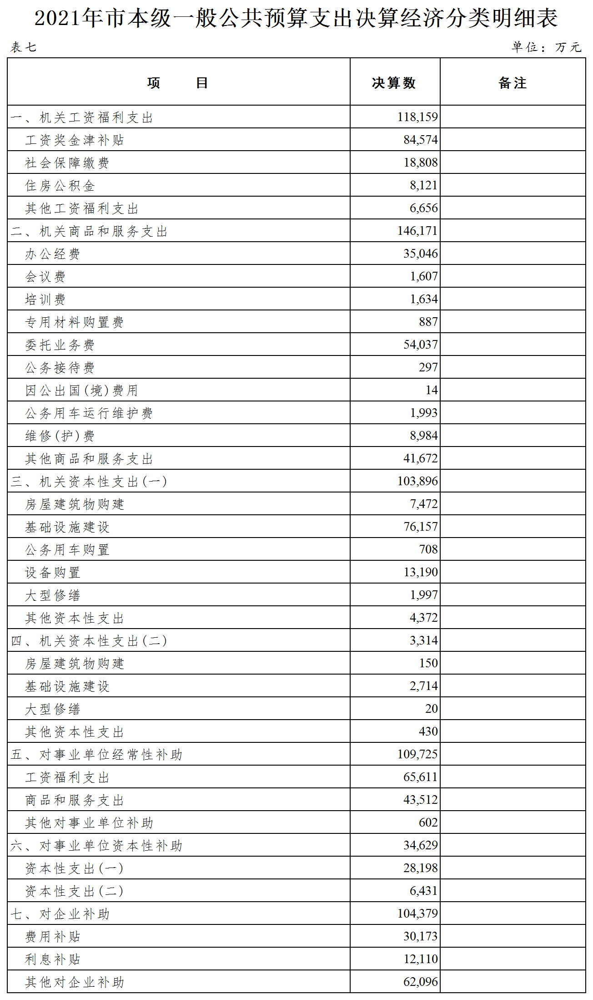 2021年市本级一般公共预算支出决算经济分类明细表
表七 单位：万元
项 目 决算数 备注
一、机关工资福利支出 118,159
工资奖金津补贴 84,574
社会保障缴费 18,808
住房公积金 8,121
其他工资福利支出 6,656
二、机关商品和服务支出 146,171
办公经费 35,046
会议费 1,607
培训费 1,634
专用材料购置费 887
委托业务费 54,037
公务接待费 297
因公出国(境)费用 14
公务用车运行维护费 1,993
维修(护)费 8,984
其他商品和服务支出 41,672
三、机关资本性支出(一) 103,896
房屋建筑物购建 7,472
基础设施建设 76,157
公务用车购置 708
设备购置 13,190
大型修缮 1,997
其他资本性支出 4,372
四、机关资本性支出(二) 3,314
房屋建筑物购建 150
基础设施建设 2,714
大型修缮 20
其他资本性支出 430
五、对事业单位经常性补助 109,725
工资福利支出 65,611
商品和服务支出 43,512
其他对事业单位补助 602
六、对事业单位资本性补助 34,629
资本性支出(一) 28,198
资本性支出(二) 6,431
七、对企业补助 104,379
费用补贴 30,173
利息补贴 12,110
其他对企业补助 62,096